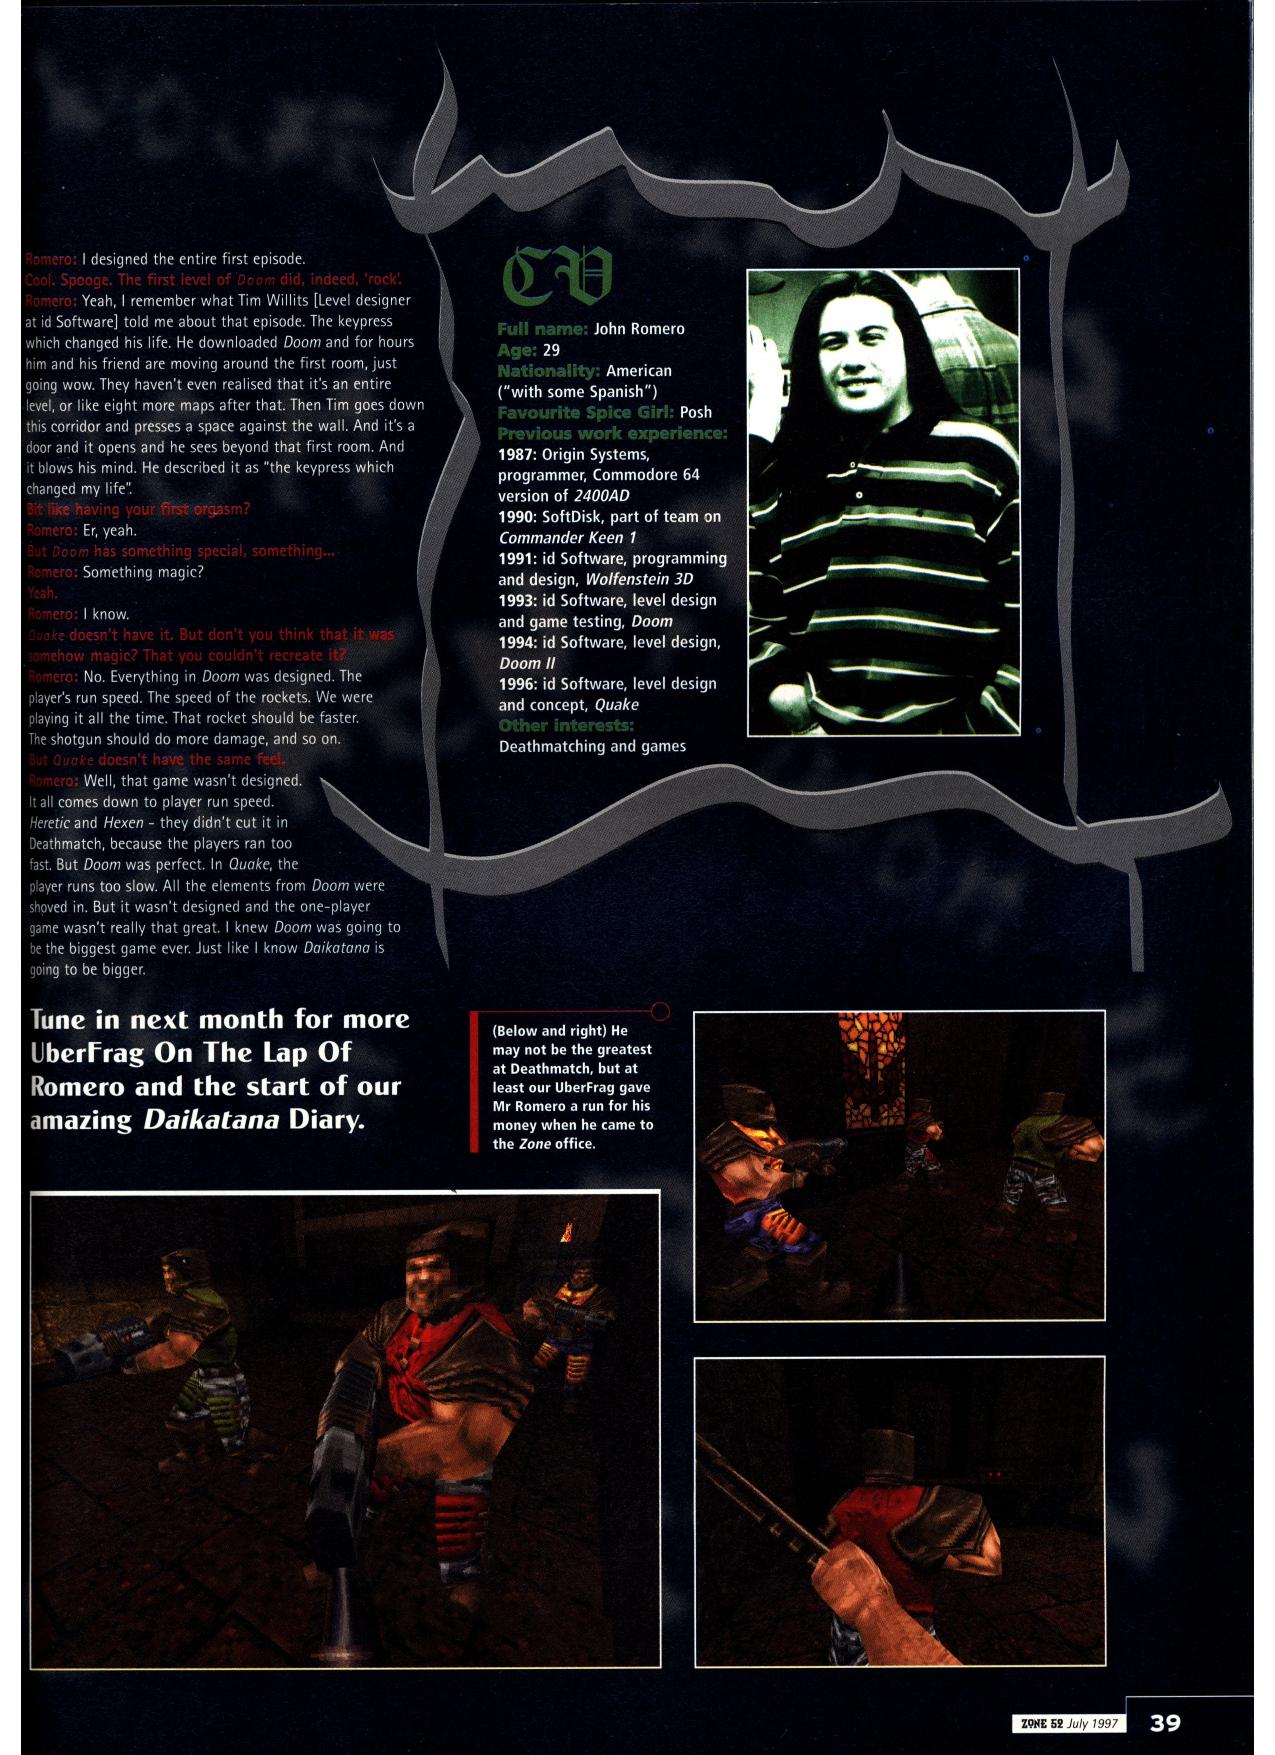 Romero: I designed the entire first episode.
Cool. Spooge. The first level of Doom did, indeed, 'rock'.
Romero: Yeah, I remember what Tim Willits [Level designer
at id Software] told me about that episode. The keypress
which changed his life. He downloaded Doom and for hours
him and his friend are moving around the first room, just
going wow. They haven't even realised that it's an entire
level, or like eight more maps after that. Then Tim goes down
this corridor and presses a space against the wall. And it's a
door and it opens and he sees beyond that first room. And
it blows his mind. He described it as "the keypress which
changed my life".
Bit like having your first orgasm?
Romero: Er, yeah.
But Doom has something special, something...
Romero: Something magic?
Yeah.
Romero: I know.
Quake doesn't have it. But don't you think that it was
somehow magic? That you couldn't recreate it?
Romero: No. Everything in Doom was designed. The
player's run speed. The speed of the rockets. We were
playing it all the time. That rocket should be faster.
The shotgun should do more damage, and so on.
But Quake doesn't have the same feel.
Romero: Well, that game wasn't designed.
It all comes down to player run speed.
Heretic and Hexen – they didn't cut it in
Deathmatch, because the players ran too
fast. But Doom was perfect. In Quake, the
player runs too slow. All the elements from Doom were
shoved in. But it wasn't designed and the one-player
game wasn't really that great. I knew Doom was going to
be the biggest game ever. Just like I know Daikatana is
going to be bigger.
Tune in next month for more
UberFrag On The Lap Of
Romero and the start of our
amazing Daikatana Diary.
CV
Full name: John Romero
Age: 29
Nationality: American
("with some Spanish")
Favourite Spice Girl: Posh
Previous work experience:
1987: Origin Systems,
programmer, Commodore 64
version of 2400AD
1990: SoftDisk, part of team on
Commander Keen 1
1991: id Software, programming
and design, Wolfenstein 3D
1993: id Software, level design
and game testing, Doom
1994: id Software, level design,
Doom II
1996: id Software, level design
and concept, Quake
Other interests:
Deathmatching and games
(Below and right) He
may not be the greatest
at Deathmatch, but at
least our UberFrag gave
Mr Romero a run for his
money when he came to
the Zone office.
ZONE 52 July 1997 39